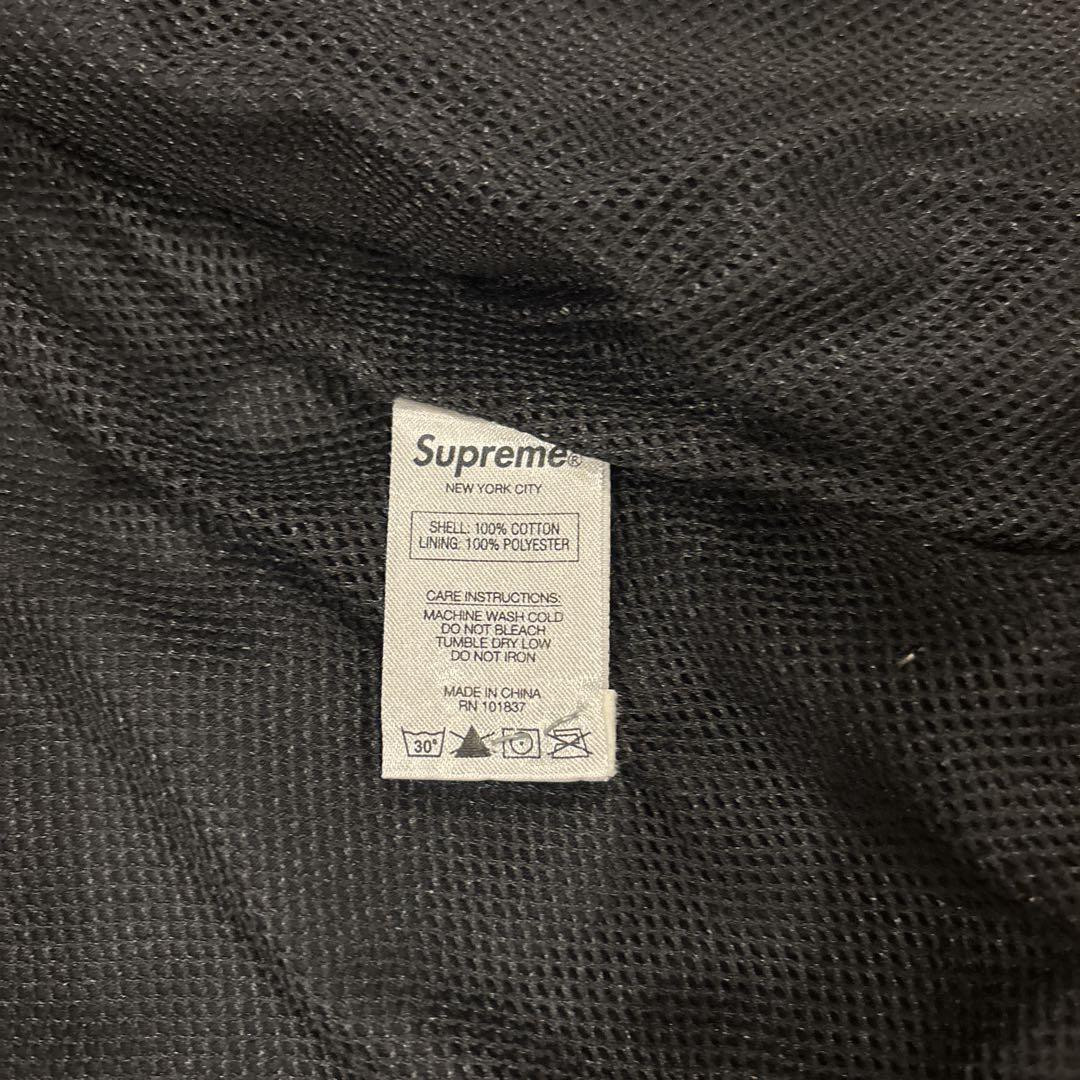 Supreme®
NEW YORK CITY
SHELL: 100% COTTON
LINING: 100% POLYESTER
CARE INSTRUCTIONS:
MACHINE WASH COLD
DO NOT BLEACH
TUMBLE DRY LOW
DO NOT IRON
MADE IN CHINA
RN 101837
30°